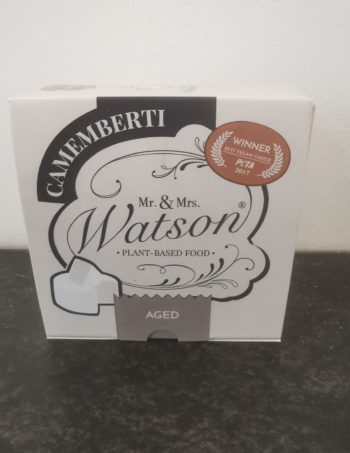 CAMEMBERTI
WINNER
BEST VEGAN CHEESE
PETA
2017
Mr. & Mrs.
Watson®
• PLANT-BASED FOOD •
AGED